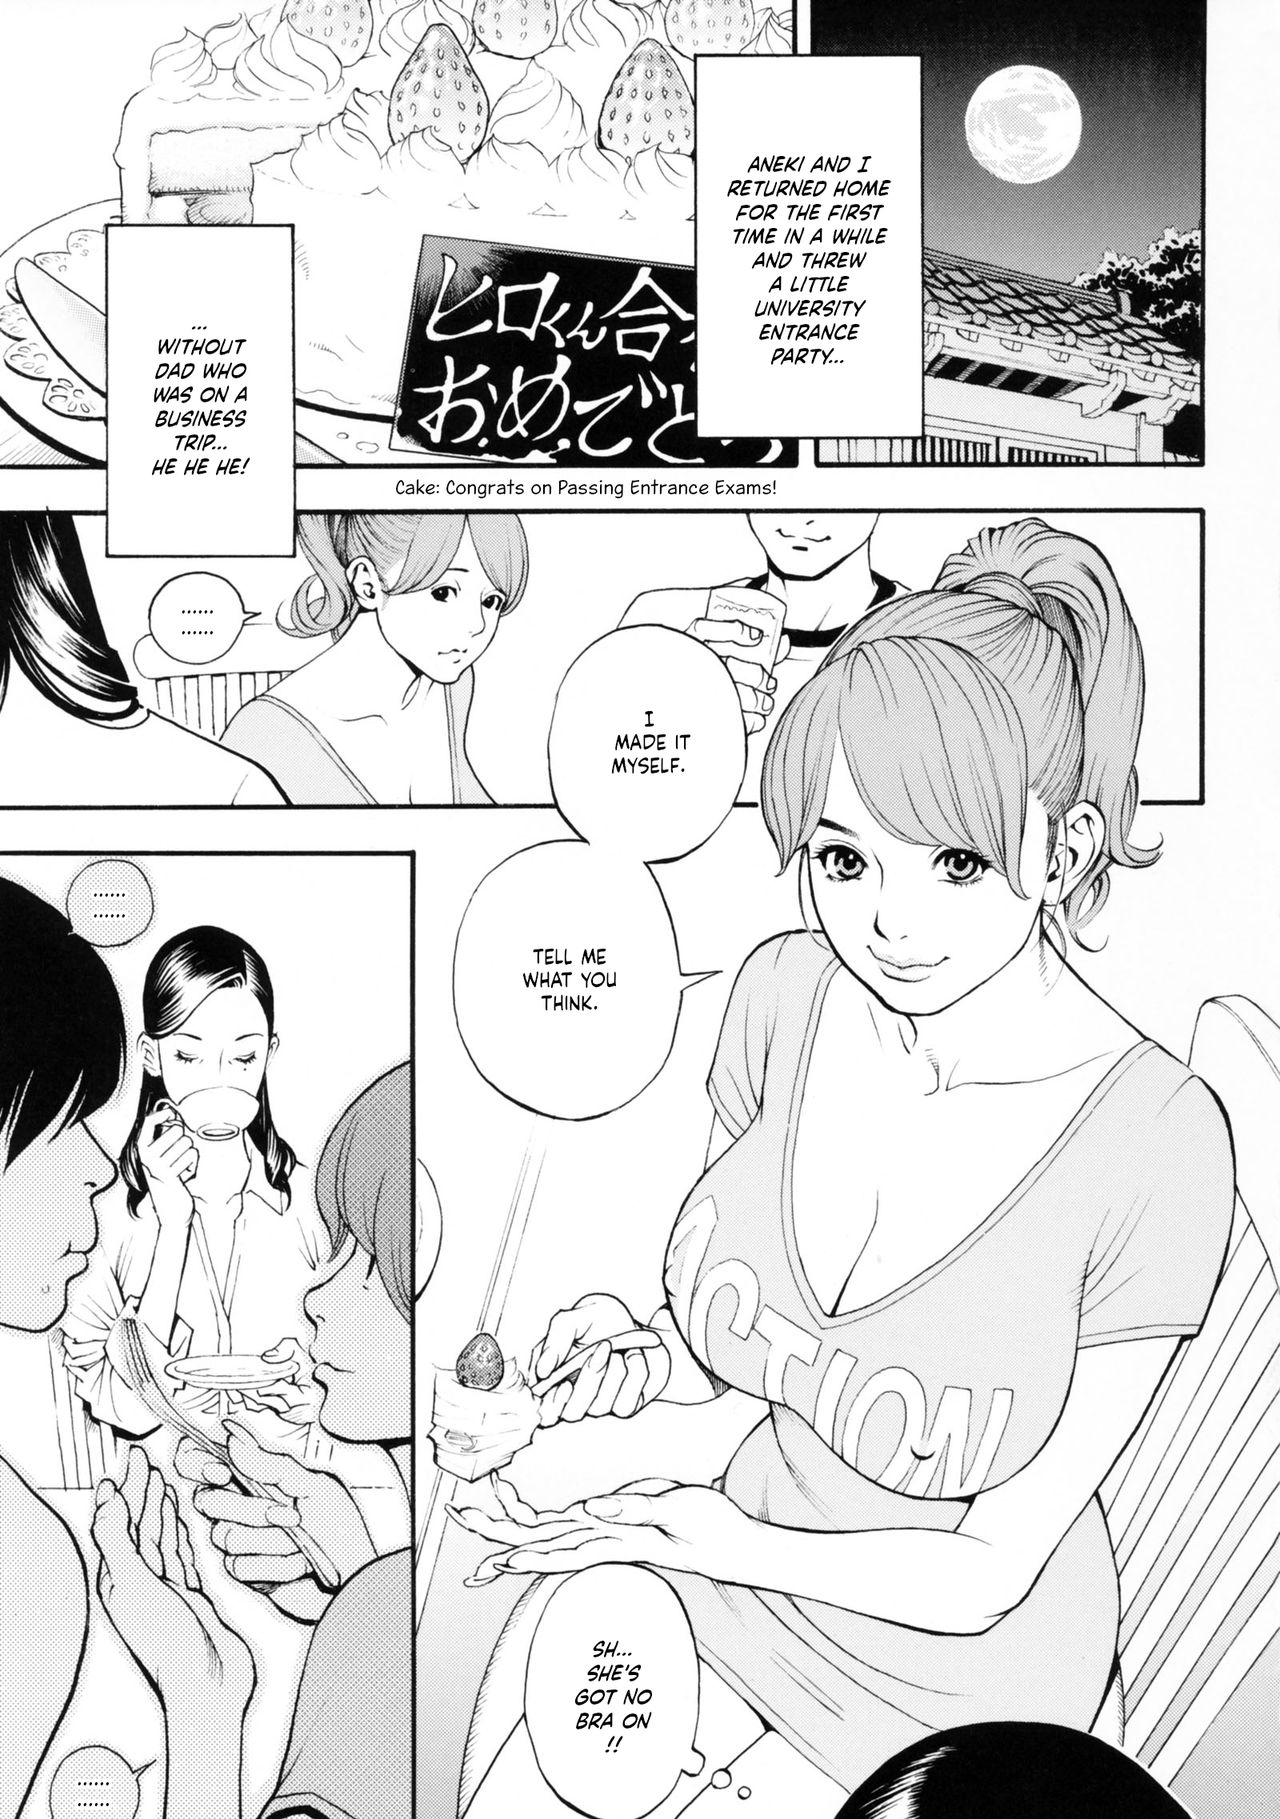 ANEKI AND I
RETURNED HOME
FOR THE FIRST
TIME IN A WHILE
AND THREW
A LITTLE
UNIVERSITY
ENTRANCE
PARTY...
...
WITHOUT
DAD WHO
WAS ON A
BUSINESS
TRIP...
HE HE HE!
ヒロくん合
おめでとう
Cake: Congrats on Passing Entrance Exams!
......
......
I
MADE IT
MYSELF.
TELL ME
WHAT YOU
THINK.
ACTION
......
......
SH...
SHE'S
GOT NO
BRA ON
!!
......
......